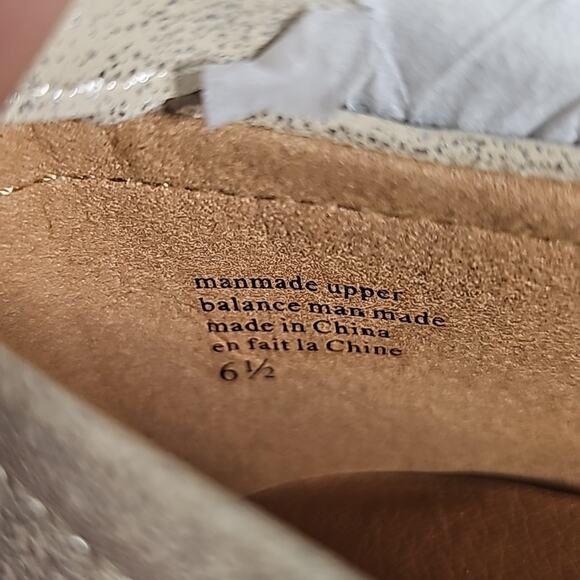 manmade upper
balance man made
made in China
en fait la Chine
6 ½